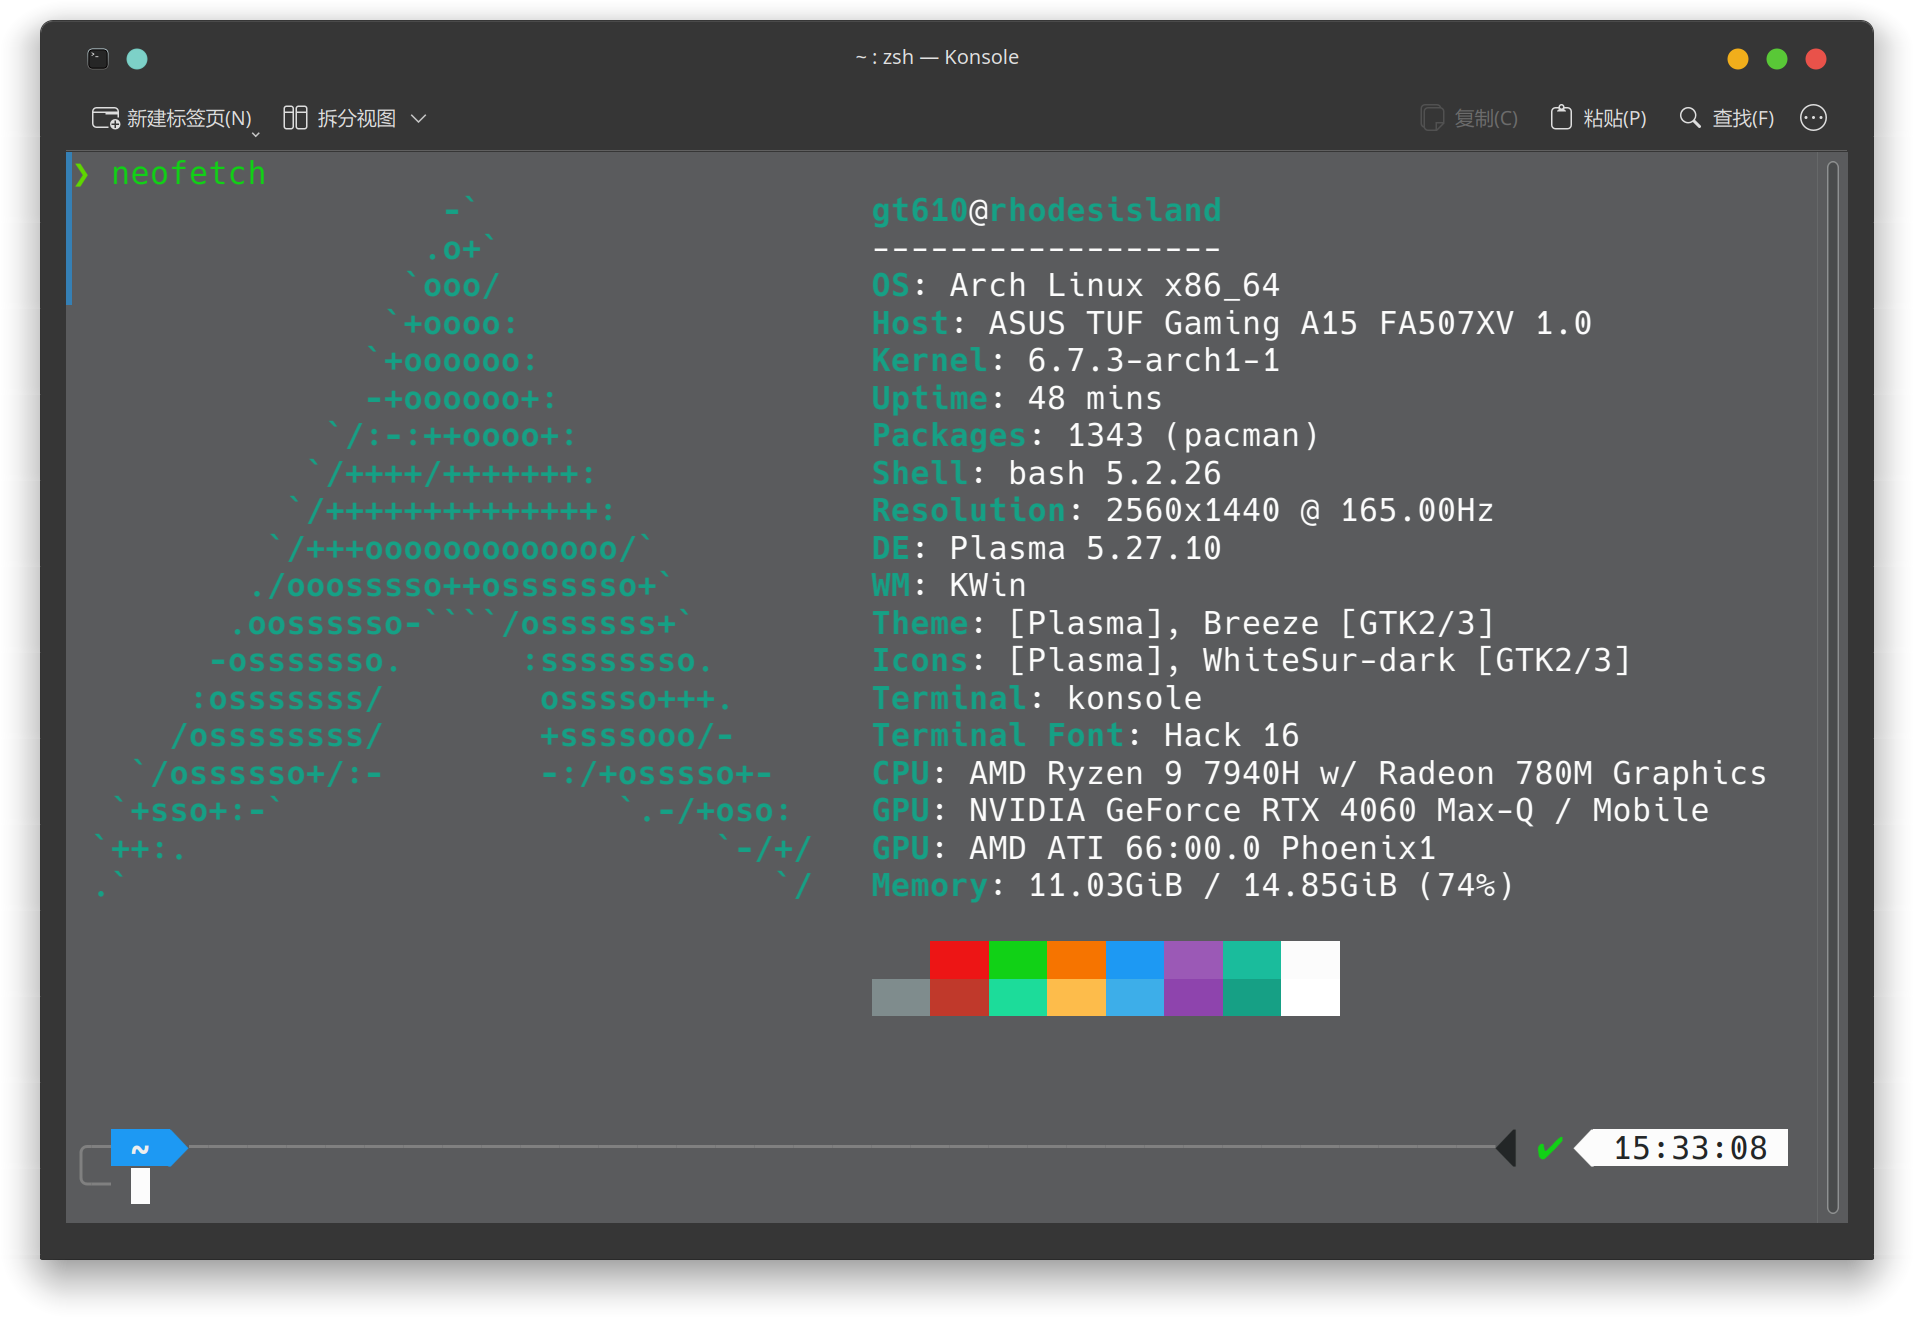 ~ : zsh — Konsole
新建标签页(N) 拆分视图 复制(C) 粘贴(P) 查找(F)
❯ neofetch
                  -`                     gt610@rhodesisland
                 .o+`                    ------------------
                `ooo/                    OS: Arch Linux x86_64
               `+oooo:                   Host: ASUS TUF Gaming A15 FA507XV 1.0
              `+oooooo:                  Kernel: 6.7.3-arch1-1
              -+oooooo+:                 Uptime: 48 mins
            `/:-:++oooo+:                Packages: 1343 (pacman)
           `/++++/+++++++:               Shell: bash 5.2.26
          `/++++++++++++++:              Resolution: 2560x1440 @ 165.00Hz
         `/+++ooooooooooooo/`            DE: Plasma 5.27.10
        ./ooosssso++osssssso+`           WM: KWin
       .oossssso-````/ossssss+`          Theme: [Plasma], Breeze [GTK2/3]
      -osssssso.      :ssssssso.         Icons: [Plasma], WhiteSur-dark [GTK2/3]
     :osssssss/        osssso+++.        Terminal: konsole
    /ossssssss/        +ssssooo/-        Terminal Font: Hack 16
  `/ossssso+/:-        -:/+osssso+-      CPU: AMD Ryzen 9 7940H w/ Radeon 780M Graphics
 `+sso+:-`                 `.-/+oso:     GPU: NVIDIA GeForce RTX 4060 Max-Q / Mobile
`++:.                           `-/+/    GPU: AMD ATI 66:00.0 Phoenix1
.`                                 `/    Memory: 11.03GiB / 14.85GiB (74%)
~ ✔ 15:33:08